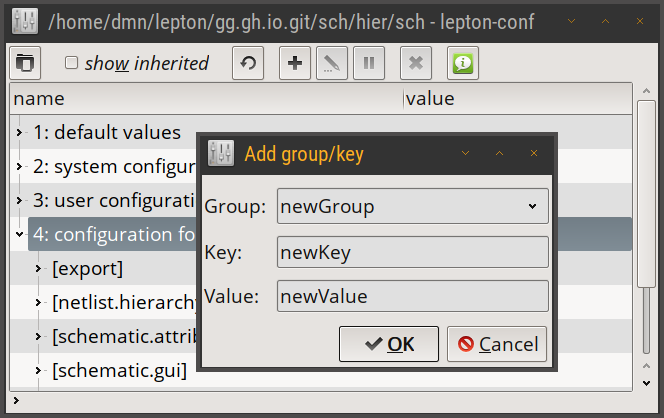 /home/dmn/lepton/gg.gh.io.git/sch/hier/sch - lepton-conf
show inherited
name value
1: default values
2: system configur
3: user configurati
4: configuration fo
[export]
[netlist.hierarchy
[schematic.attrib
[schematic.gui]
Add group/key
Group: newGroup
Key: newKey
Value: newValue
OK Cancel